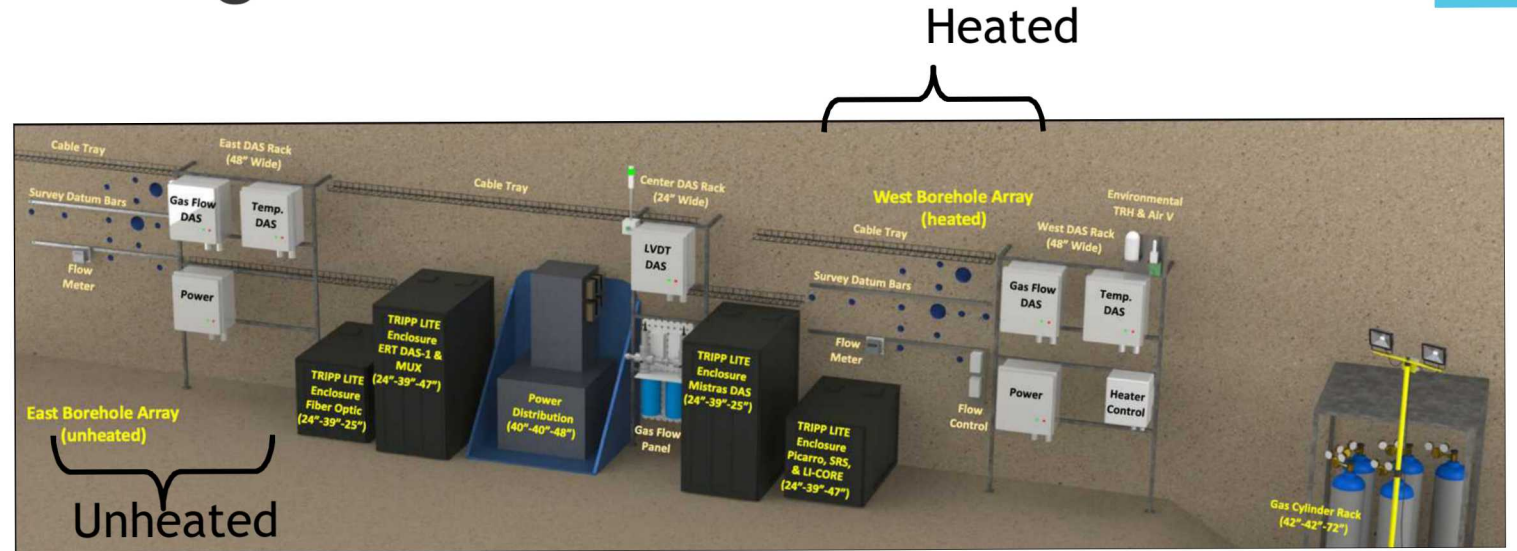 Heated
Cable Tray
East DAS Rack
(48" Wide)
Survey Datum Bars
Gas Flow
DAS
Temp.
DAS
Flow
Meter
Power
Cable Tray
Center DAS Rack
(24" Wide)
LVDT
DAS
West Borehole Array
(heated)
Cable Tray
Environmental
TRH & Air V
West DAS Rack
(48" Wide)
Survey Datum Bars
Gas Flow
DAS
Temp.
DAS
Flow
Meter
Flow
Control
Power
Heater
Control
TRIPP LITE
Enclosure
Fiber Optic
(24"-39"-25")
TRIPP LITE
Enclosure
ERT DAS-1 &
MUX
(24"-39"-47")
Power
Distribution
(40"-40"-48")
Gas Flow
Panel
TRIPP LITE
Enclosure
Mistras DAS
(24"-39"-25")
TRIPP LITE
Enclosure
Picarro, SRS,
& LI-CORE
(24"-39"-47")
Gas Cylinder Rack
(42"-42"-72")
East Borehole Array
(unheated)
Unheated